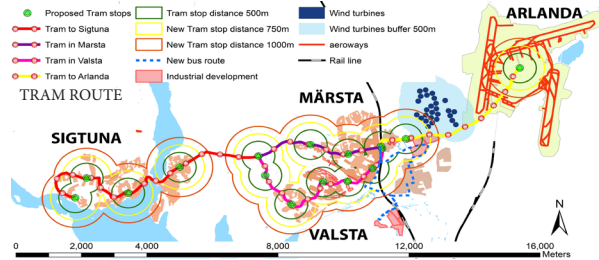 ARLANDA
Proposed Tram stops
Tram to Sigtuna
Tram in Marsta
Tram in Valsta
Tram to Arlanda
Tram stop distance 500m
New Tram stop distance 750m
New Tram stop distance 1000m
New bus route
Industrial development
Wind turbines
Wind turbines buffer 500m
aeroways
Rail line
TRAM ROUTE
MÄRSTA
SIGTUNA
VALSTA
N
0 2,000 4,000 8,000 12,000 16,000
Meters